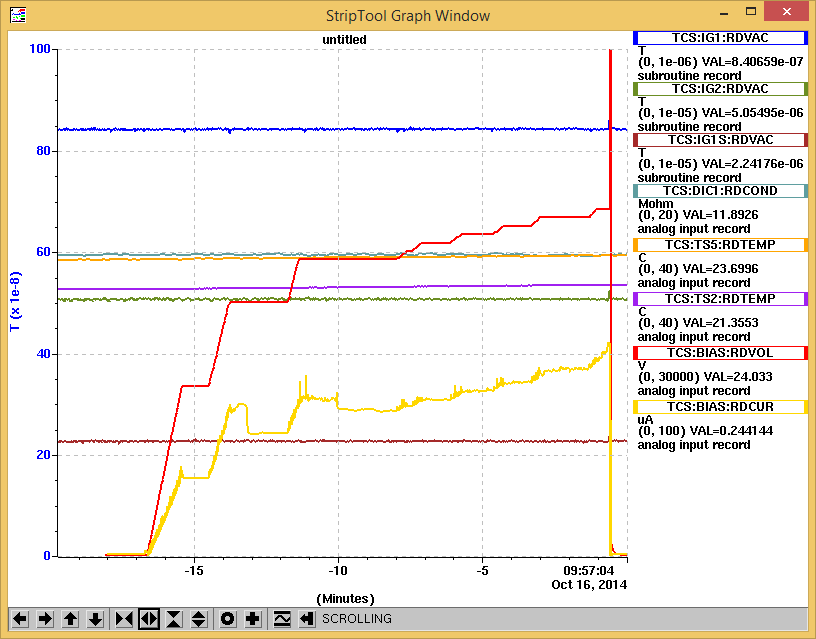 StripTool Graph Window
untitled
100
80
60
40
20
0
T (x 1e-8)
-15
-10
-5
09:57:04
Oct 16, 2014
(Minutes)
TCS:IG1:RDVAC
T
(0, 1e-06) VAL=8.40659e-07
subroutine record
TCS:IG2:RDVAC
T
(0, 1e-05) VAL=5.05495e-06
subroutine record
TCS:IG1S:RDVAC
T
(0, 1e-05) VAL=2.24176e-06
subroutine record
TCS:DIC1:RDCOND
Mohm
(0, 20) VAL=11.8926
analog input record
TCS:TS5:RDTEMP
C
(0, 40) VAL=23.6996
analog input record
TCS:TS2:RDTEMP
C
(0, 40) VAL=21.3553
analog input record
TCS:BIAS:RDVOL
V
(0, 30000) VAL=24.033
analog input record
TCS:BIAS:RDCUR
uA
(0, 100) VAL=0.244144
analog input record
SCROLLING